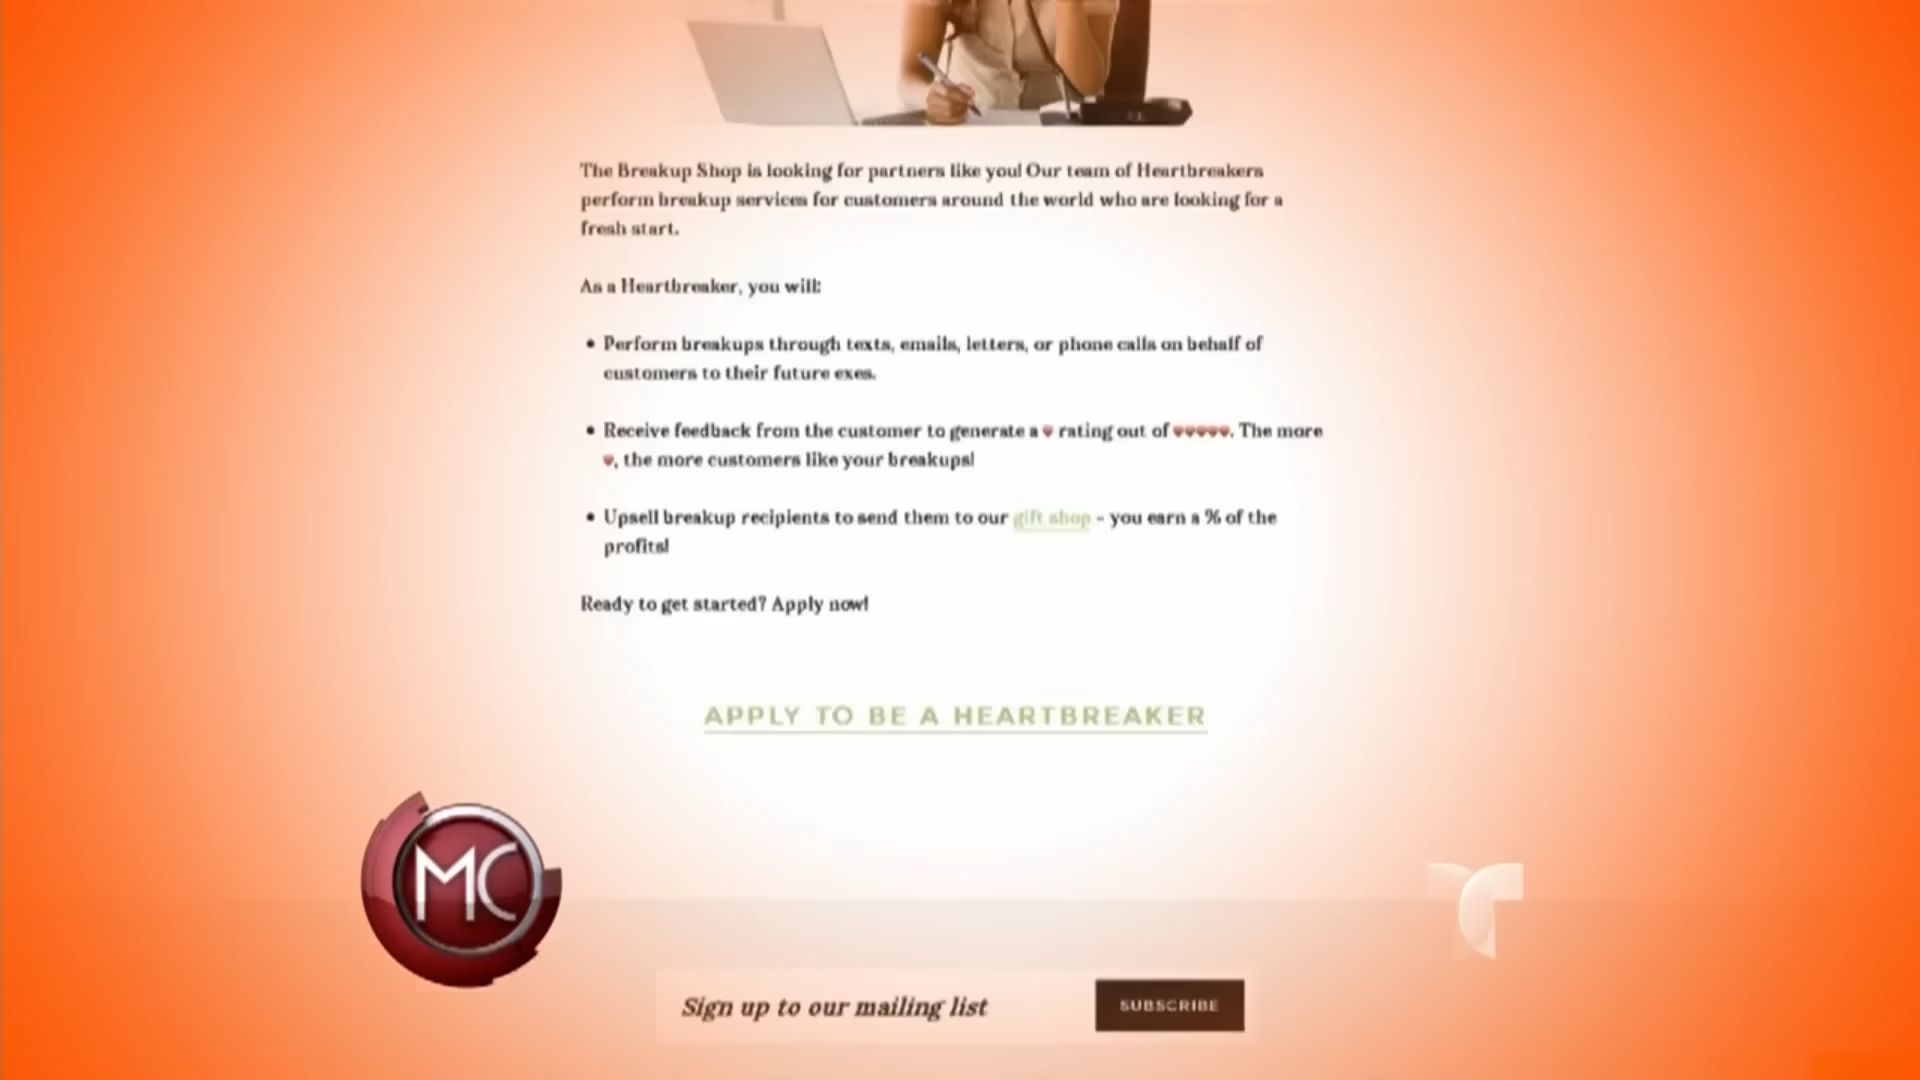 The Breakup Shop is looking for partners like you! Our team of Heartbreakers
perform breakup services for customers around the world who are looking for a
fresh start.
As a Heartbreaker, you will:
• Perform breakups through texts, emails, letters, or phone calls on behalf of
customers to their future exes.
• Receive feedback from the customer to generate a ♥ rating out of ♥♥♥♥♥. The more
♥, the more customers like your breakups!
• Upsell breakup recipients to send them to our gift shop - you earn a % of the
profits!
Ready to get started? Apply now!
APPLY TO BE A HEARTBREAKER
MC
Sign up to our mailing list
SUBSCRIBE